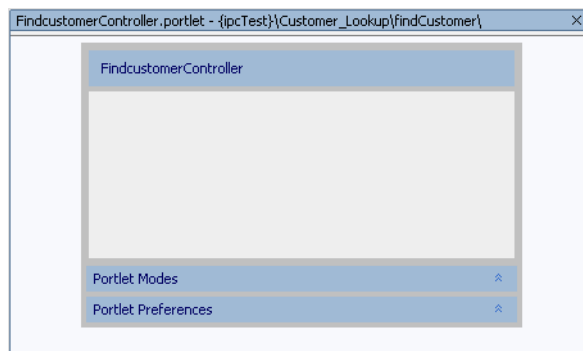 FindcustomerController.portlet - {ipcTest}\Customer_Lookup\findCustomer\
FindcustomerController
Portlet Modes
Portlet Preferences